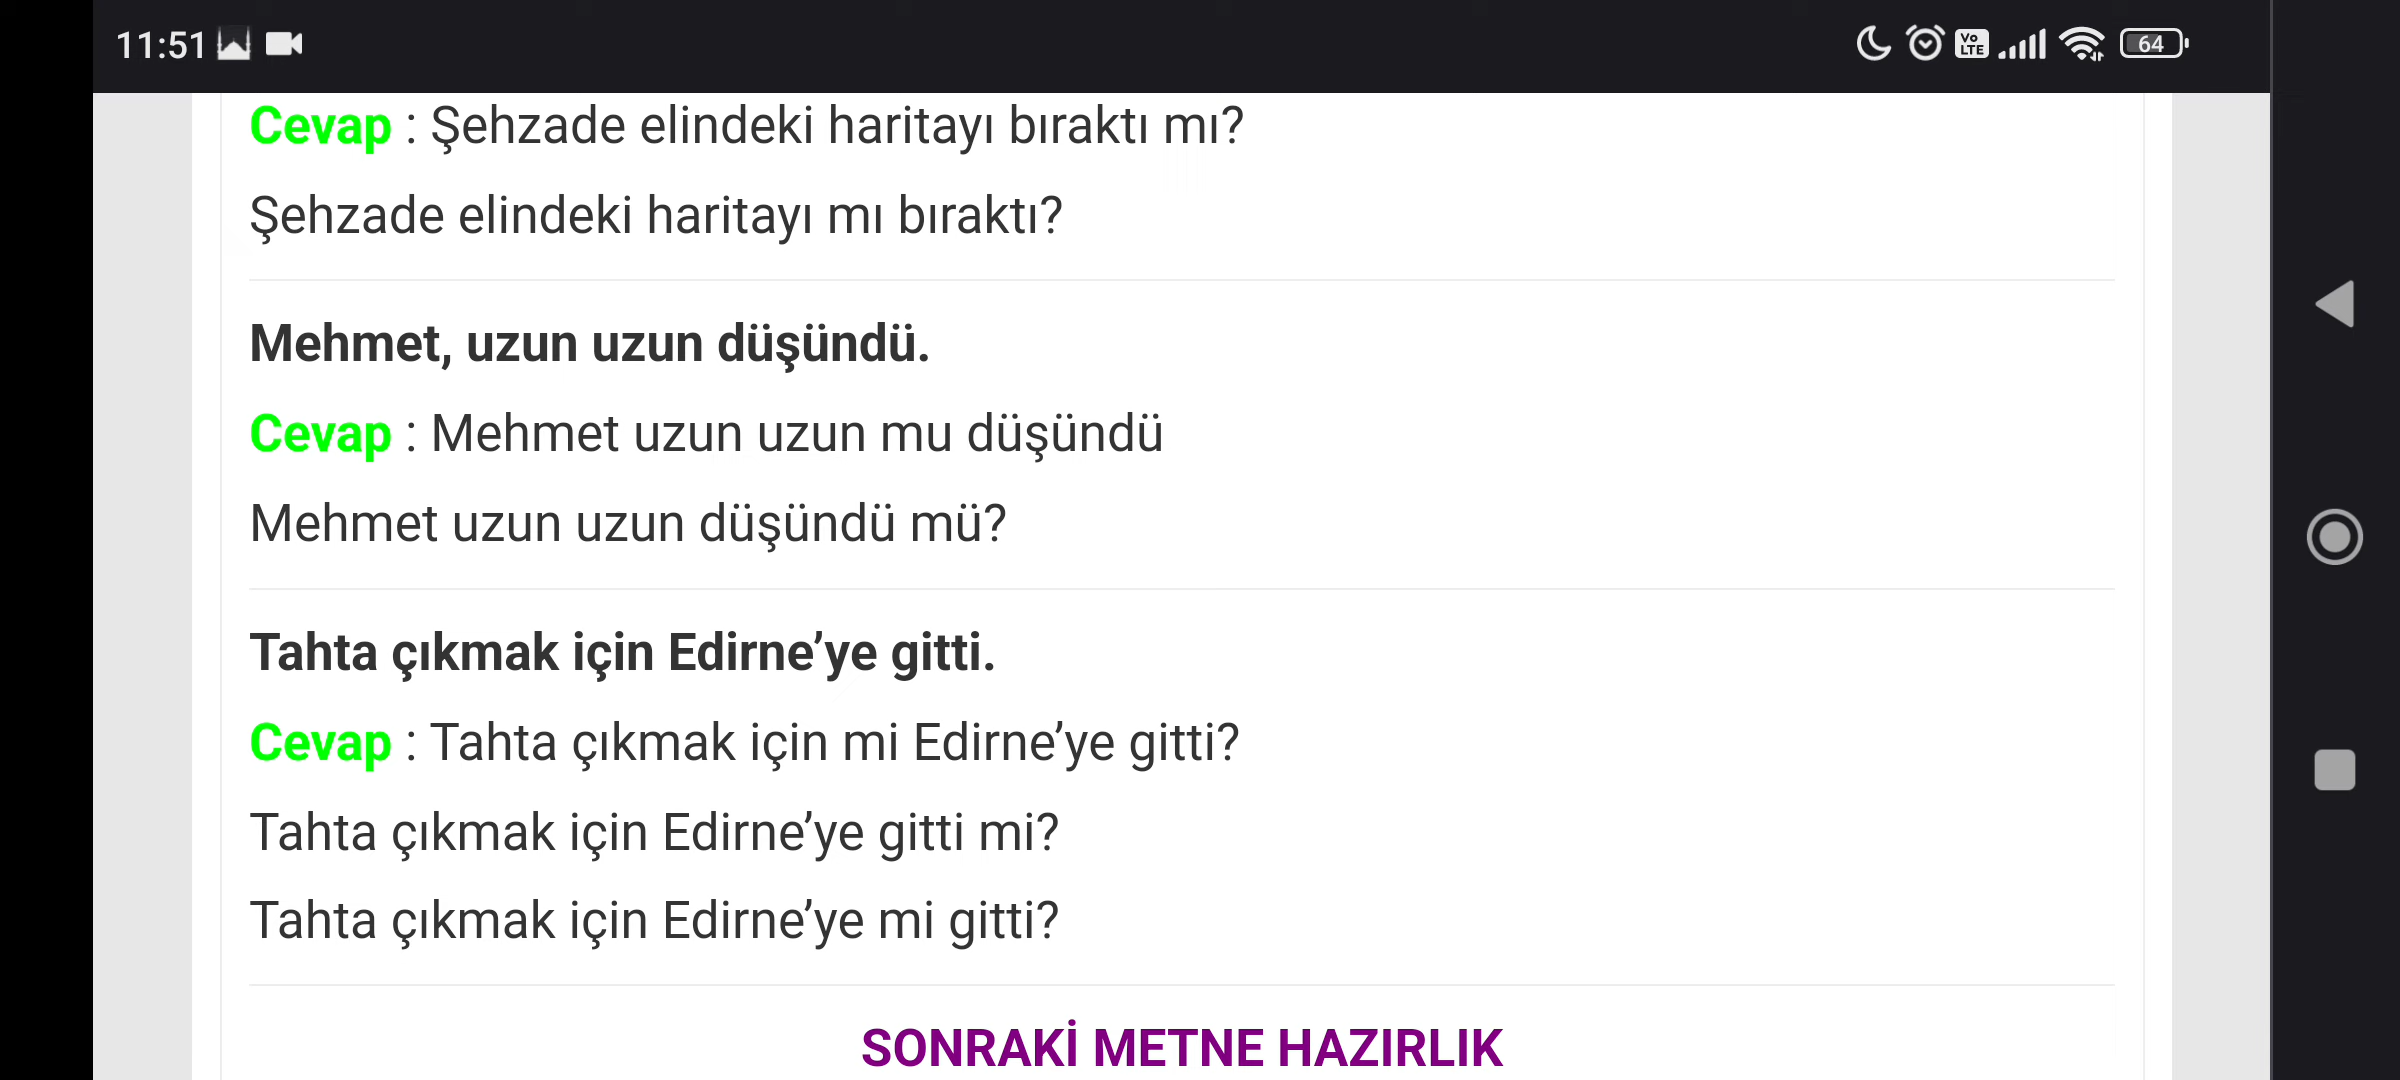 11:51 Vo LTE 64
Cevap : Şehzade elindeki haritayı bıraktı mı?
Şehzade elindeki haritayı mı bıraktı?
Mehmet, uzun uzun düşündü.
Cevap : Mehmet uzun uzun mu düşündü
Mehmet uzun uzun düşündü mü?
Tahta çıkmak için Edirne’ye gitti.
Cevap : Tahta çıkmak için mi Edirne’ye gitti?
Tahta çıkmak için Edirne’ye gitti mi?
Tahta çıkmak için Edirne’ye mi gitti?
SONRAKİ METNE HAZIRLIK